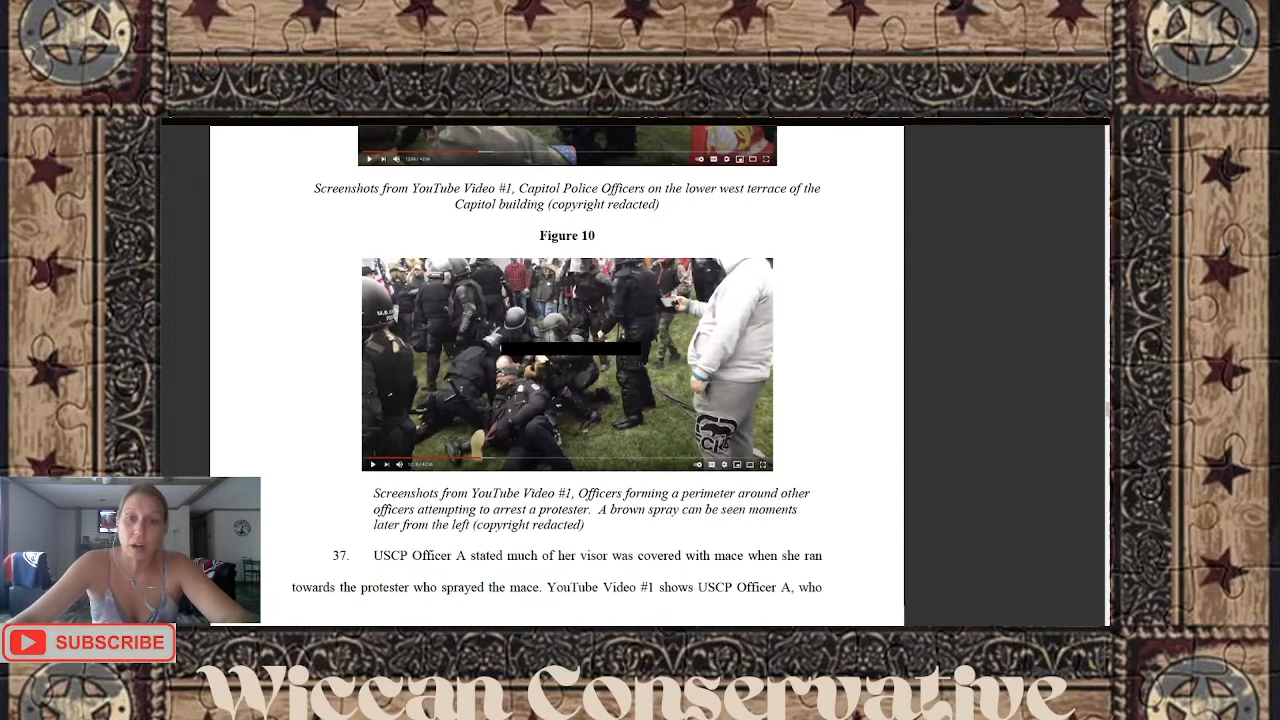 Screenshots from YouTube Video #1, Capitol Police Officers on the lower west terrace of the
Capitol building (copyright redacted)
Figure 10
Screenshots from YouTube Video #1, Officers forming a perimeter around other
officers attempting to arrest a protester. A brown spray can be seen moments
later from the left (copyright redacted)
37. USCP Officer A stated much of her visor was covered with mace when she ran
towards the protester who sprayed the mace. YouTube Video #1 shows USCP Officer A, who
SUBSCRIBE
Wiccan Conservative